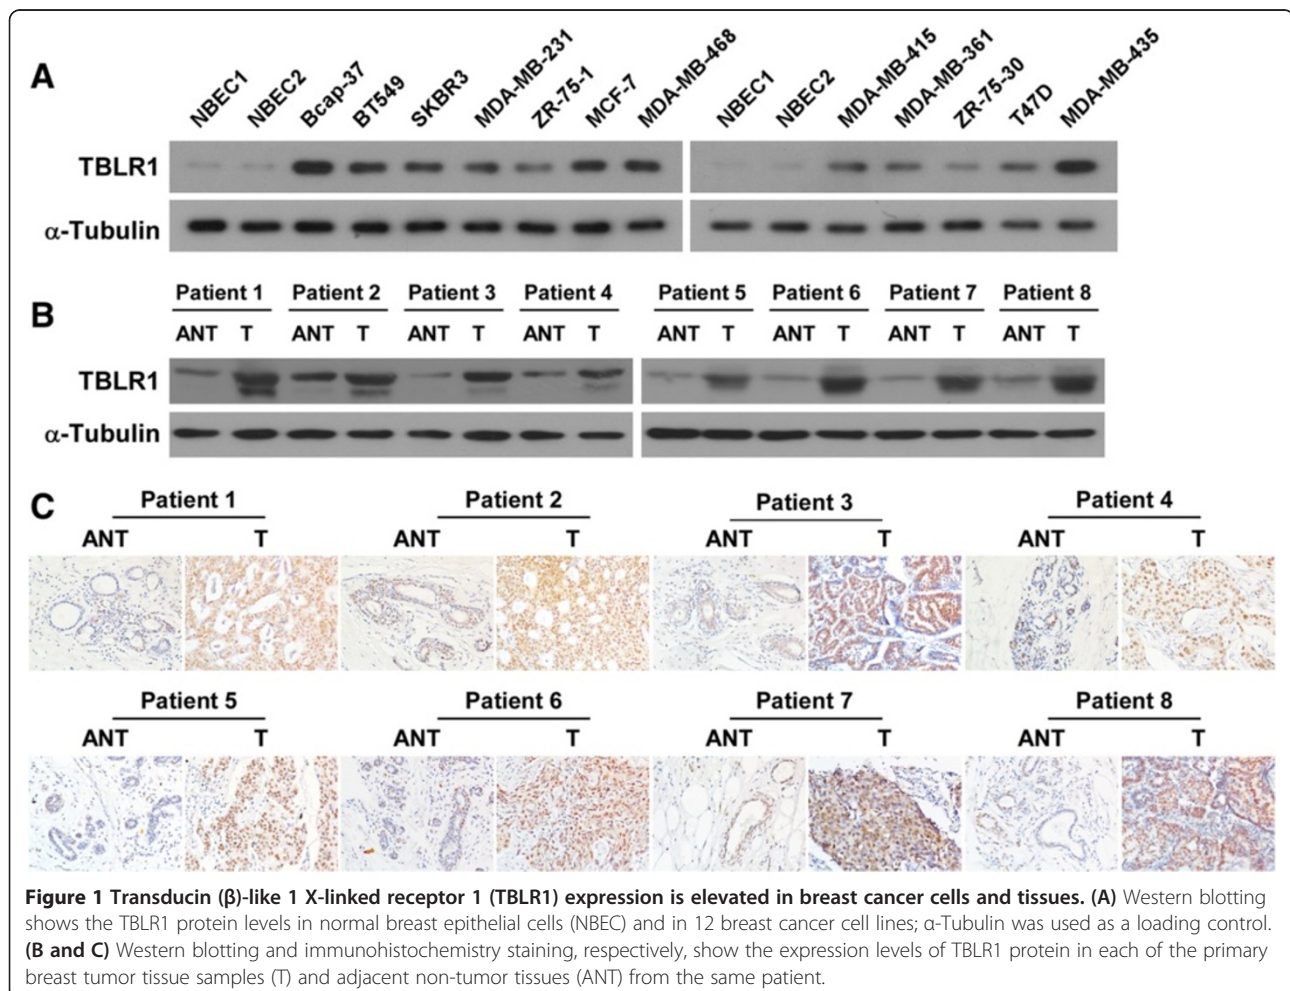 A
NBEC1 NBEC2 Bcap-37 BT549 SKBR3 MDA-MB-231 ZR-75-1 MCF-7 MDA-MB-468 NBEC1 NBEC2 MDA-MB-415 MDA-MB-361 ZR-75-30 T47D MDA-MB-435
TBLR1
α-Tubulin
B
Patient 1 Patient 2 Patient 3 Patient 4 Patient 5 Patient 6 Patient 7 Patient 8
ANT T ANT T ANT T ANT T ANT T ANT T ANT T ANT T
TBLR1
α-Tubulin
C
Patient 1 Patient 2 Patient 3 Patient 4
ANT T ANT T ANT T ANT T
Patient 5 Patient 6 Patient 7 Patient 8
ANT T ANT T ANT T ANT T
Figure 1 Transducin (β)-like 1 X-linked receptor 1 (TBLR1) expression is elevated in breast cancer cells and tissues. (A) Western blotting
shows the TBLR1 protein levels in normal breast epithelial cells (NBEC) and in 12 breast cancer cell lines; α-Tubulin was used as a loading control.
(B and C) Western blotting and immunohistochemistry staining, respectively, show the expression levels of TBLR1 protein in each of the primary
breast tumor tissue samples (T) and adjacent non-tumor tissues (ANT) from the same patient.